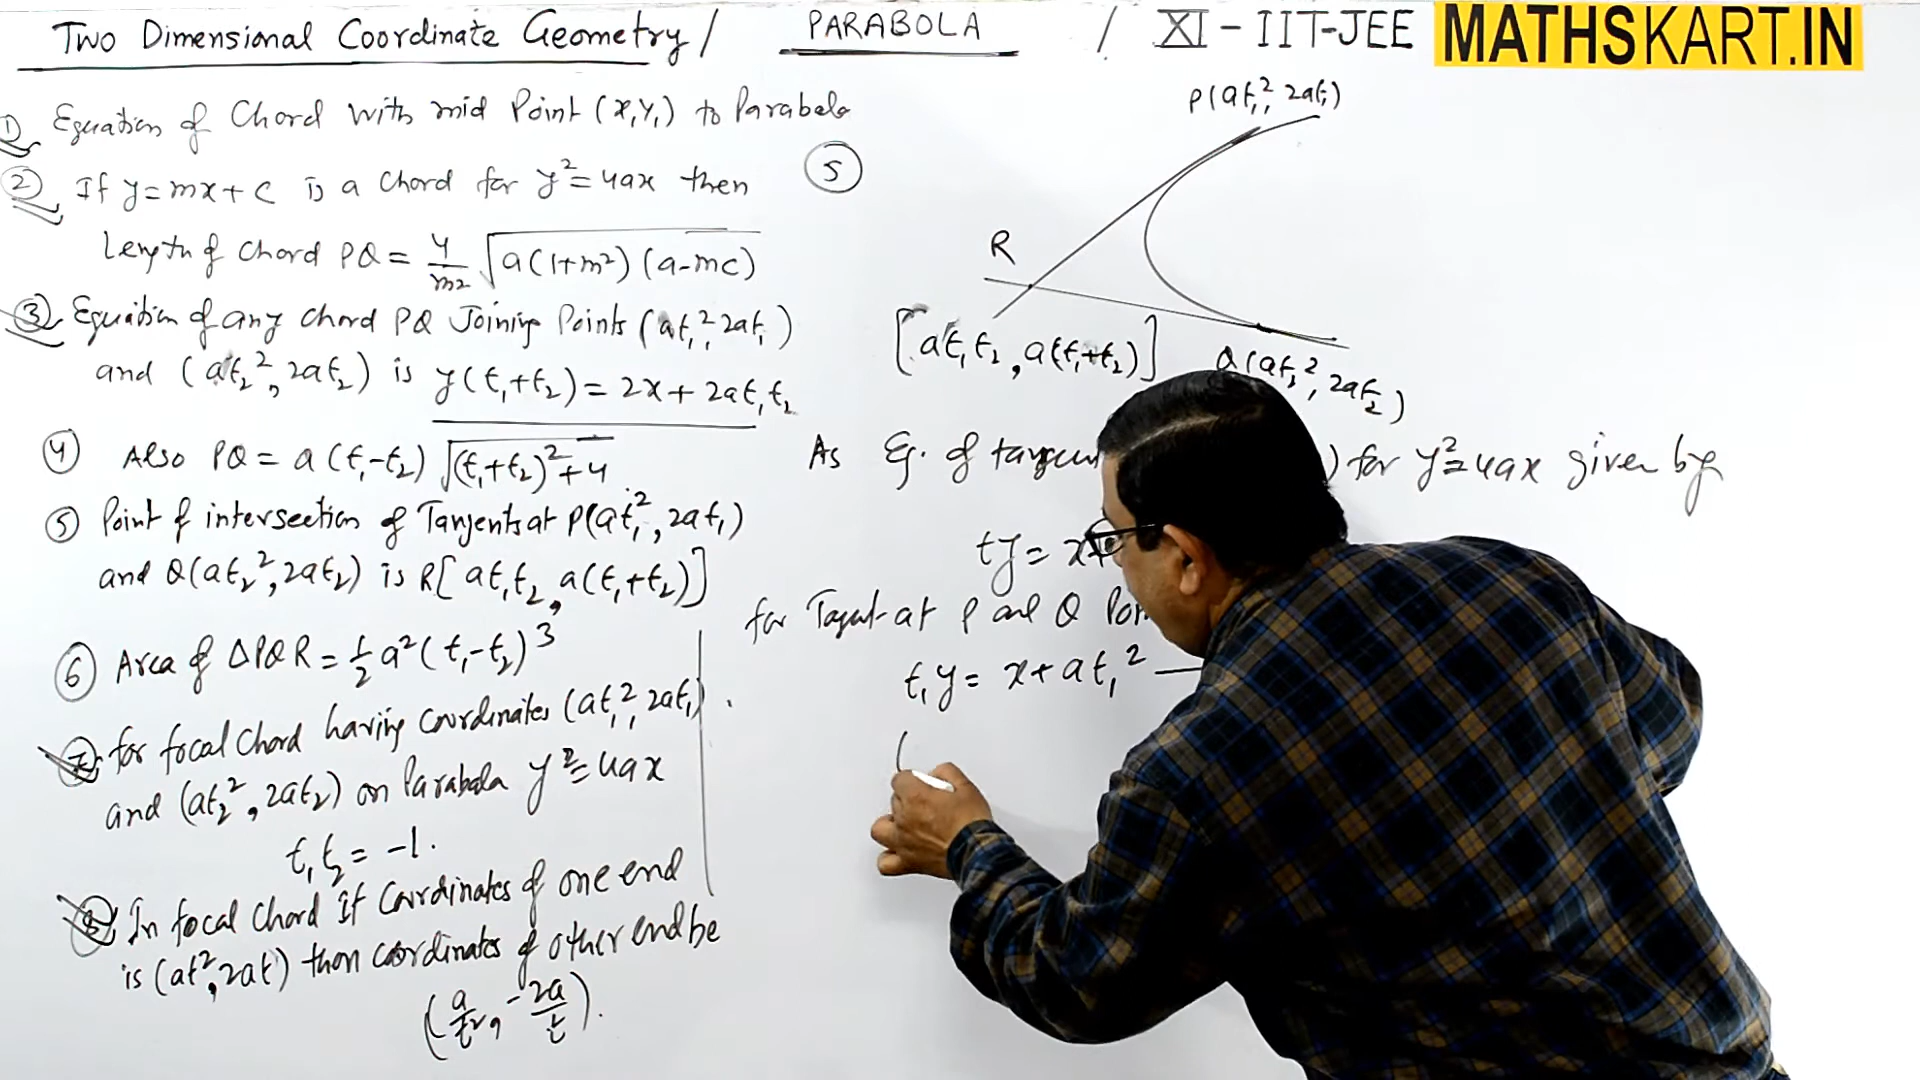 Two Dimensional Coordinate Geometry / PARABOLA / XI - IIT-JEE MATHSKART.IN
① Equation of Chord with mid Point (x₁y₁) to Parabola
② If y=mx+c is a chord for y²=4ax then
Length of chord PQ = 4/m² √a(1+m²)(a-mc)
③ Equation of any chord PQ Joining Points (at₁², 2at₁)
and (at₂², 2at₂) is y(t₁+t₂) = 2x + 2at₁t₂
④ Also PQ = a(t₁-t₂) √(t₁+t₂)²+4
⑤ Point of intersection of Tangents at P(at₁², 2at₁)
and Q(at₂², 2at₂) is R[at₁t₂, a(t₁+t₂)]
⑥ Area of ΔPQR = 1/2 a²(t₁-t₂)³
⑦ for focal chord having coordinates (at₁², 2at₁).
and (at₂², 2at₂) on Parabola y²=4ax
t₁t₂ = -1.
⑧ In focal chord If Coordinates of one end
is (at², 2at) then coordinates of other end be
(a/t², -2a/t).
⑤
P(at₁², 2at₁)
R
[at₁t₂, a(t₁+t₂)]
Q(at₂², 2at₂)
As Eq. of tangent ) for y²=4ax given by
ty = x+
for Tangent at P and Q
t₁y = x + at₁² —
(